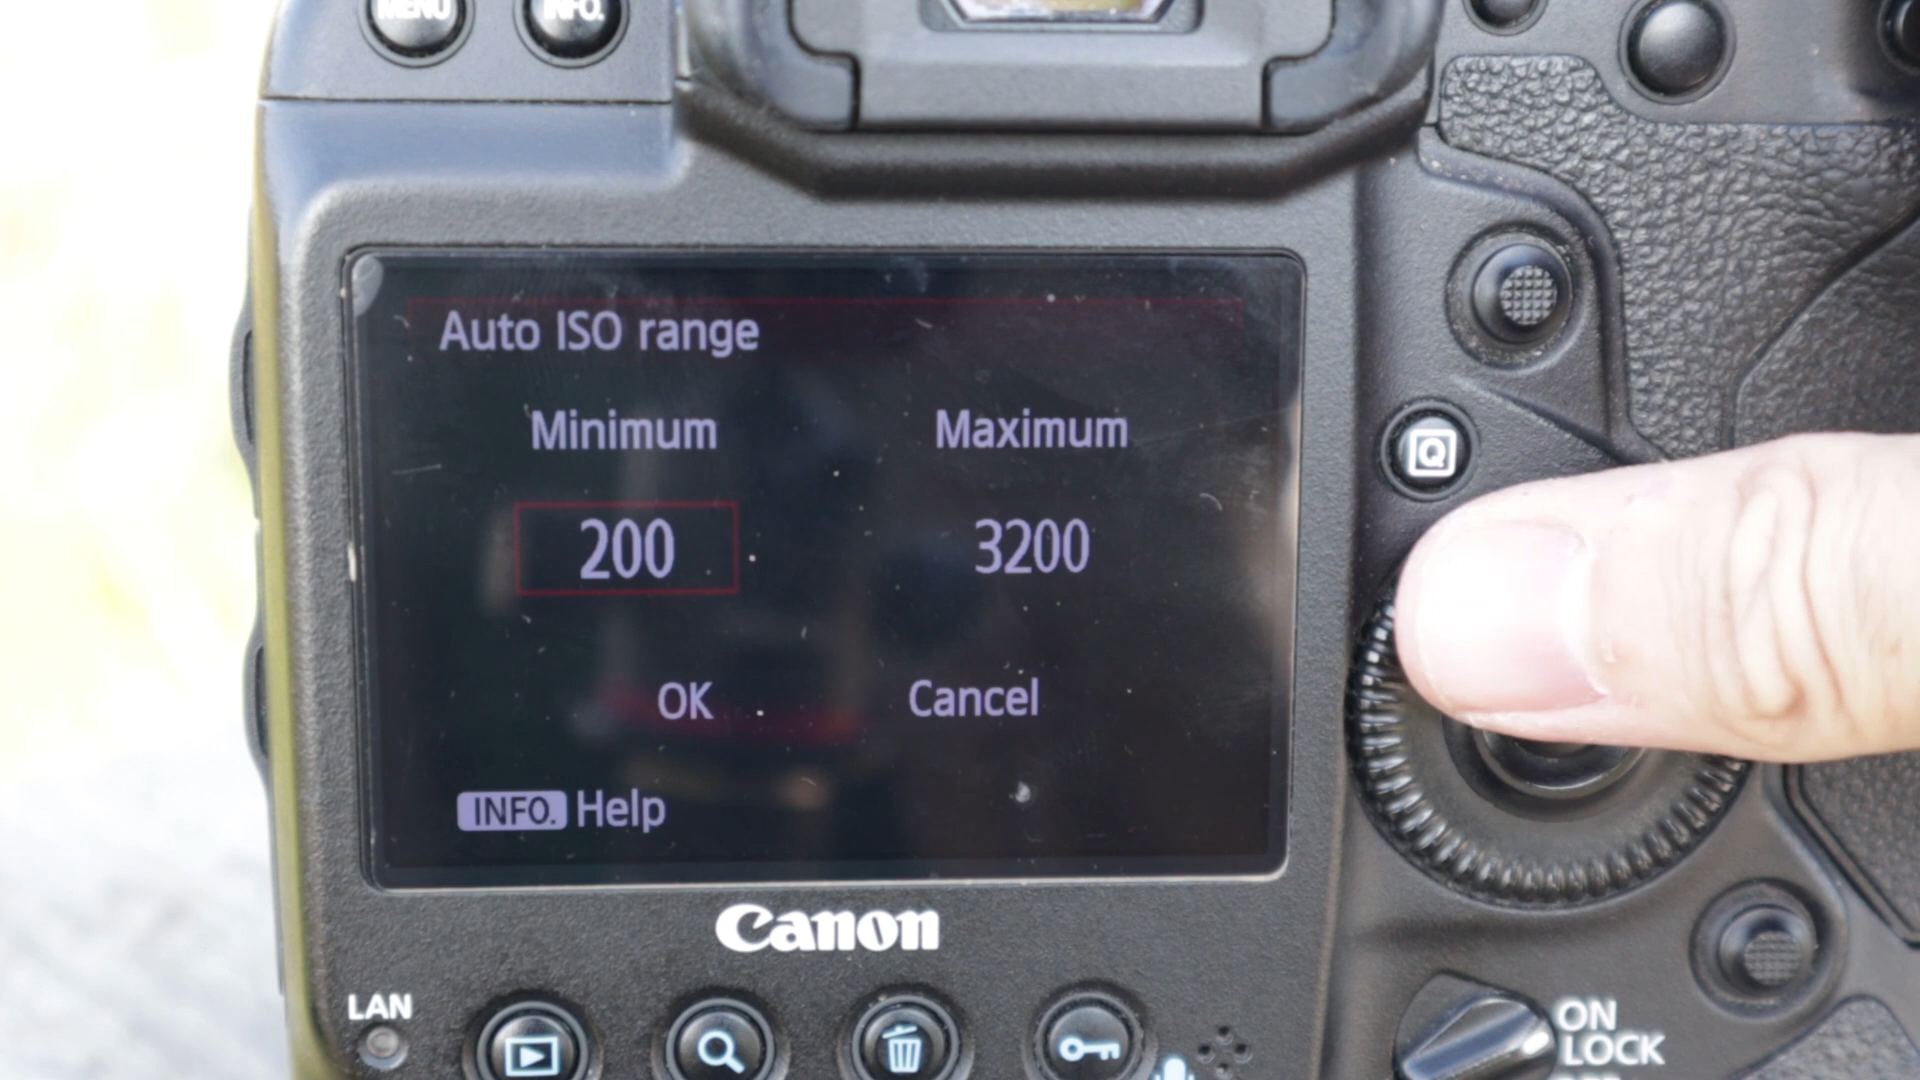 MENU INFO.
Auto ISO range
Minimum Maximum
200 3200
OK Cancel
INFO. Help
Q
Canon
LAN
ON
LOCK